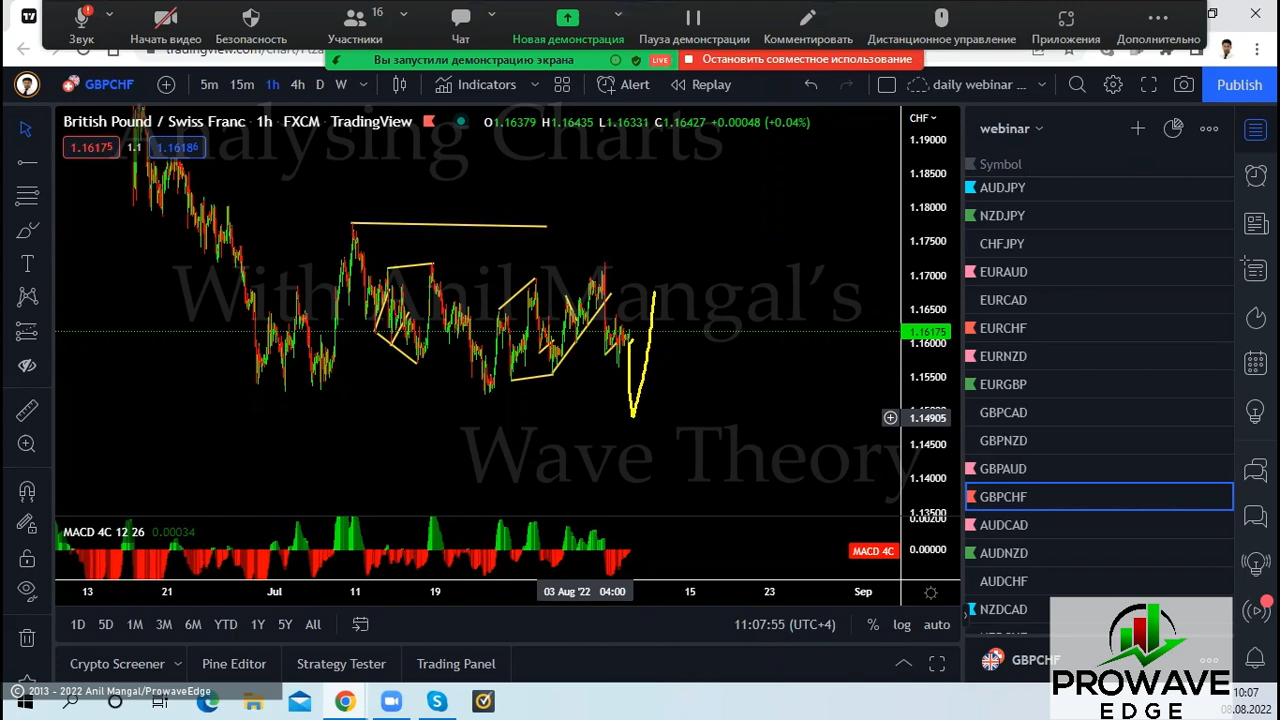 16
Звук
Начать видео
Безопасность
Участники
Чат
Новая демонстрация
Пауза демонстрации
Комментировать
Дистанционное управление
Приложения
Дополнительно
Вы запустили демонстрацию экрана
LIVE
Остановить совместное использование
GBPCHF
5m 15m 1h 4h D W
Indicators
Alert
Replay
daily webinar ...
Publish
British Pound / Swiss Franc · 1h · FXCM · TradingView
O1.16379 H1.16435 L1.16331 C1.16427 +0.00048 (+0.04%)
1.16175 1.1 1.16186
Analysing Charts
With Anil Mangal's
Wave Theory
CHF
1.19000
1.18500
1.18000
1.17500
1.17000
1.16500
1.16175
1.16000
1.15500
1.14905
1.14500
1.14000
1.13500
MACD 4C 12 26 0.00034
0.00200
0.00000
MACD 4C
13 21 Jul 11 19 03 Aug '22 04:00 15 23 Sep
1D 5D 1M 3M 6M YTD 1Y 5Y All
11:07:55 (UTC+4)
% log auto
Crypto Screener
Pine Editor
Strategy Tester
Trading Panel
webinar
Symbol
AUDJPY
NZDJPY
CHFJPY
EURAUD
EURCAD
EURCHF
EURNZD
EURGBP
GBPCAD
GBPNZD
GBPAUD
GBPCHF
AUDCAD
AUDNZD
AUDCHF
NZDCAD
GBPCHF
© 2013 - 2022 Anil Mangal/ProwaveEdge
PROWAVE
EDGE
10:07
08.08.2022